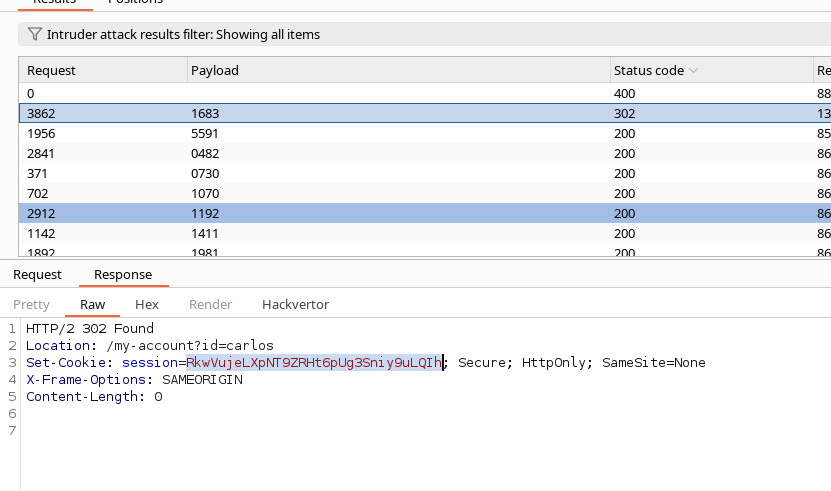 Results Positions
Intruder attack results filter: Showing all items
Request Payload Status code Re
0 400 88
3862 1683 302 13
1956 5591 200 85
2841 0482 200 86
371 0730 200 86
702 1070 200 86
2912 1192 200 86
1142 1411 200 86
1892 1981 200 86
Request Response
Pretty Raw Hex Render Hackvertor
1 HTTP/2 302 Found
2 Location: /my-account?id=carlos
3 Set-Cookie: session=RkwVujeLXpNT9ZRHt6pUg3Sniy9uLQIh; Secure; HttpOnly; SameSite=None
4 X-Frame-Options: SAMEORIGIN
5 Content-Length: 0
6
7